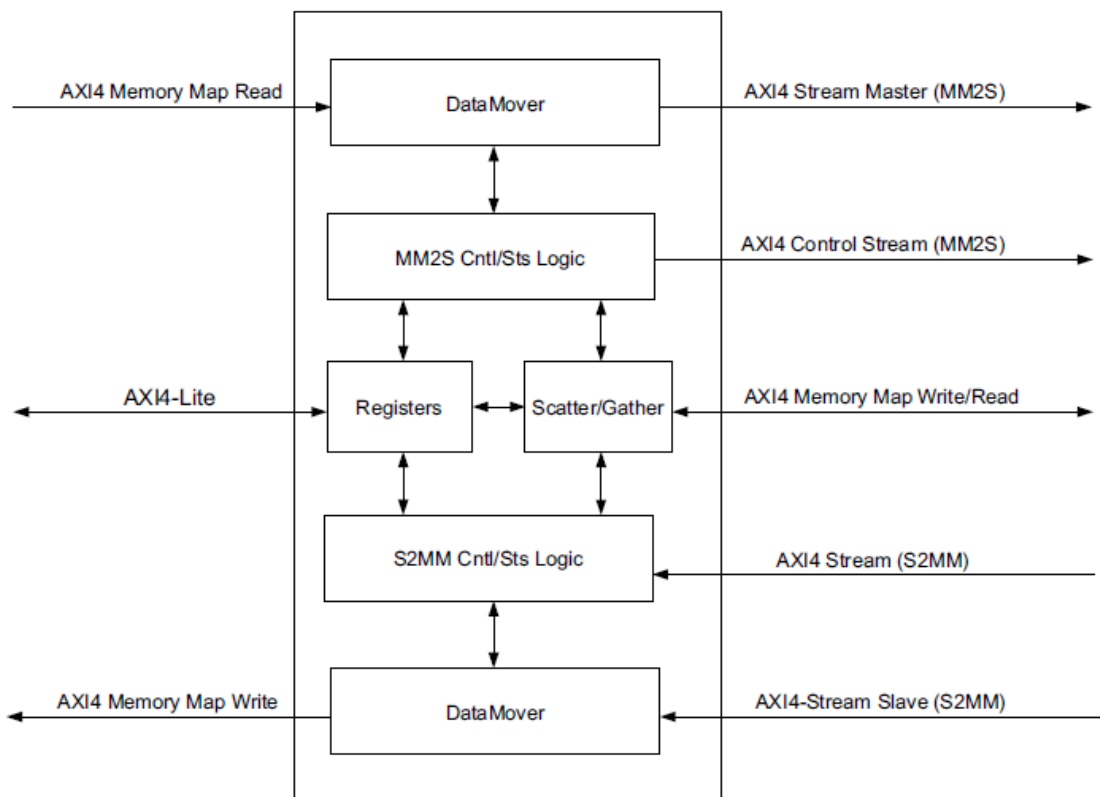 AXI4 Memory Map Read
DataMover
AXI4 Stream Master (MM2S)
MM2S Cntl/Sts Logic
AXI4 Control Stream (MM2S)
AXI4-Lite
Registers
Scatter/Gather
AXI4 Memory Map Write/Read
S2MM Cntl/Sts Logic
AXI4 Stream (S2MM)
AXI4 Memory Map Write
DataMover
AXI4-Stream Slave (S2MM)